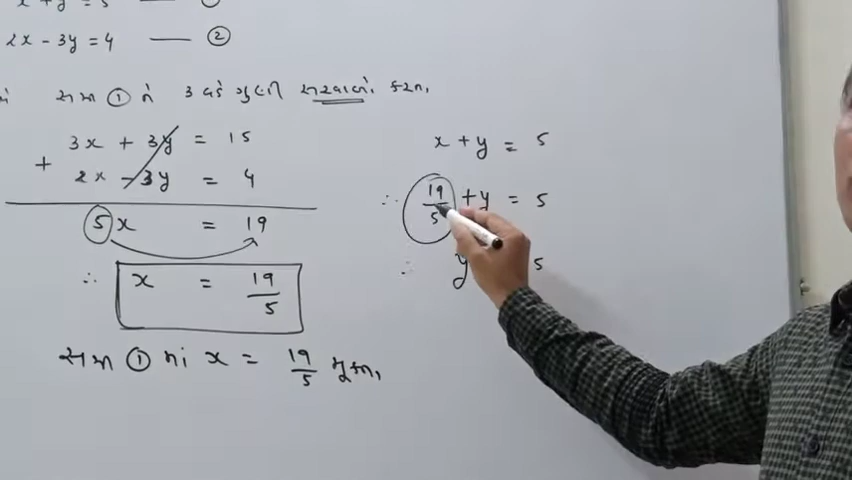 x + y = 5 —— ①
2x - 3y = 4 —— ②
સમી ① ને 3 વડે ગુણી સરવાળો કરતા,
3x + 3y = 15
+ 2x - 3y = 4
5x = 19
∴ x = 19/5
સમી ① માં x = 19/5 મૂકતા,
x + y = 5
∴ 19/5 + y = 5
∴ y 5